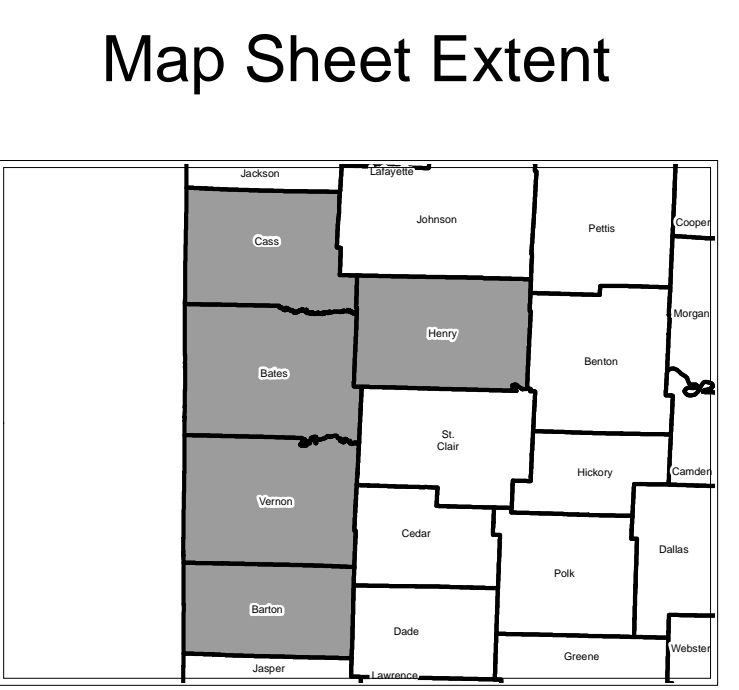 Map Sheet Extent
Jackson
Lafayette
Johnson
Pettis
Cooper
Cass
Morgan
Henry
Benton
Bates
St.
Clair
Hickory
Camden
Vernon
Cedar
Dallas
Polk
Barton
Dade
Webster
Greene
Jasper
Lawrence